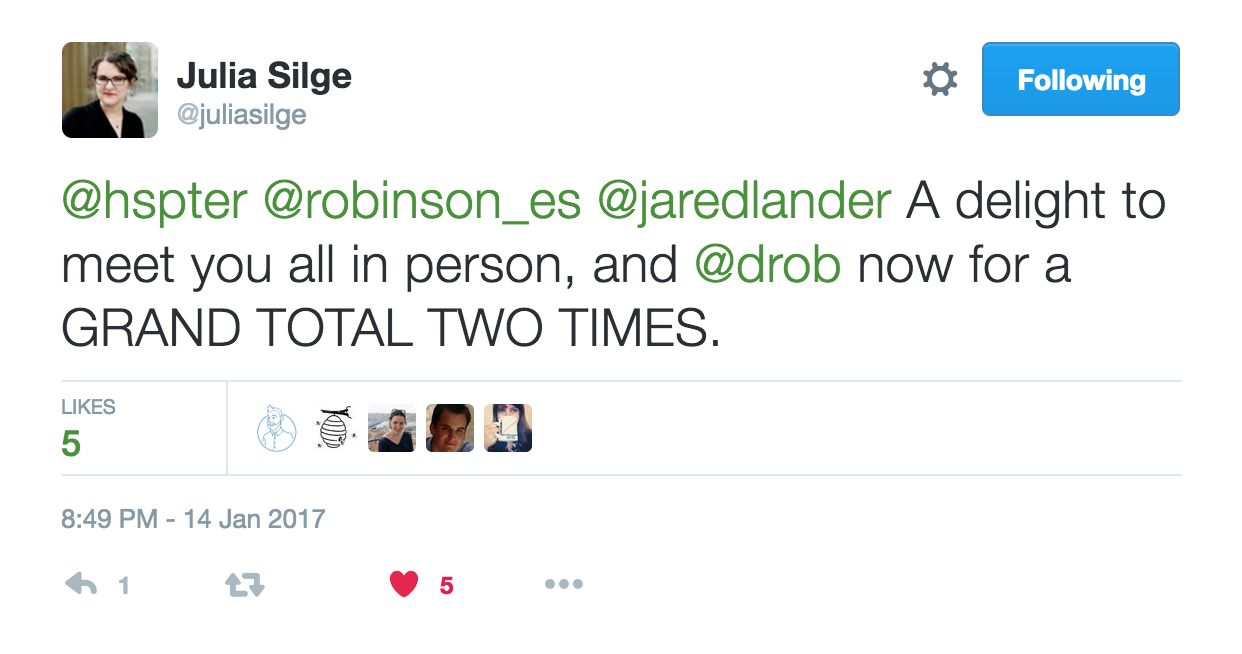 Julia Silge
@juliasilge
Following
@hspter @robinson_es @jaredlander A delight to
meet you all in person, and @drob now for a
GRAND TOTAL TWO TIMES.
LIKES
5
8:49 PM - 14 Jan 2017
1
5